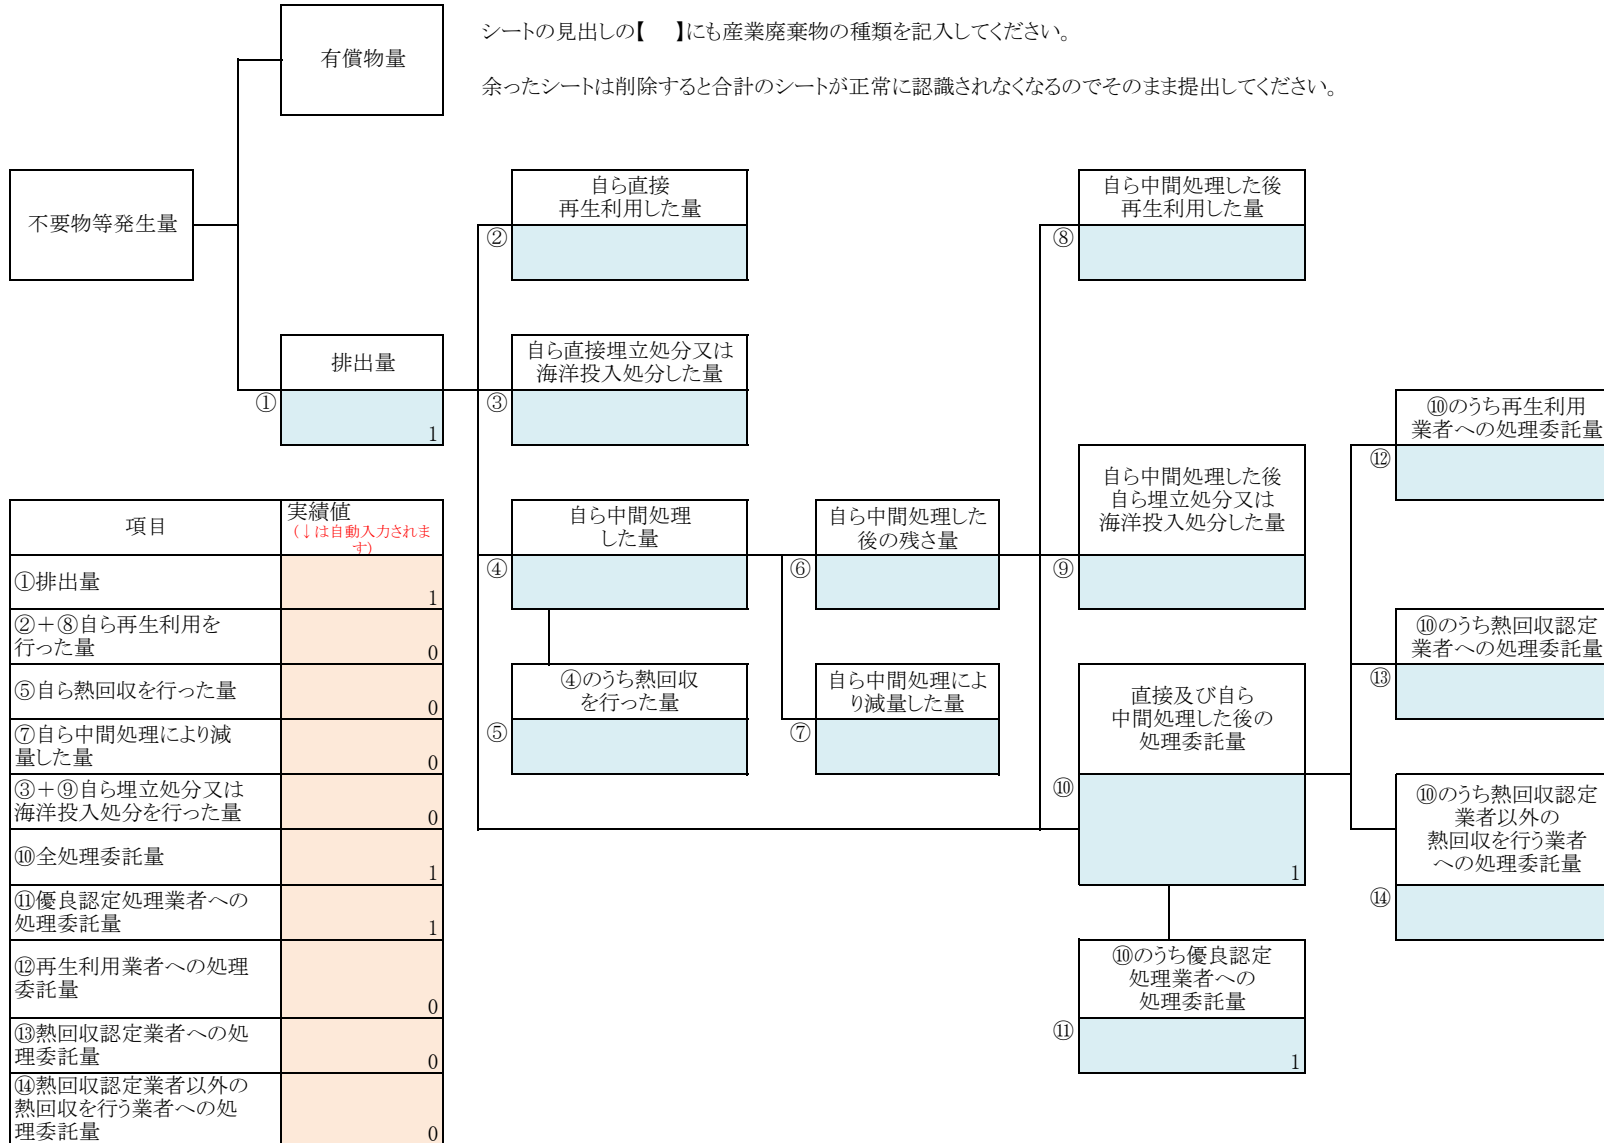 シートの見出しの【　】にも産業廃棄物の種類を記入してください。
余ったシートは削除すると合計のシートが正常に認識されなくなるのでそのまま提出してください。
有償物量
不要物等発生量
自ら直接
再生利用した量
②
自ら中間処理した後
再生利用した量
⑧
排出量
①
1
自ら直接埋立処分又は
海洋投入処分した量
③
⑩のうち再生利用
業者への処理委託量
⑫
自ら中間処理
した量
④
自ら中間処理した
後の残さ量
⑥
自ら中間処理した後
自ら埋立処分又は
海洋投入処分した量
⑨
⑩のうち熱回収認定
業者への処理委託量
⑬
④のうち熱回収
を行った量
⑤
自ら中間処理によ
り減量した量
⑦
直接及び自ら
中間処理した後の
処理委託量
⑩
1
⑩のうち熱回収認定
業者以外の
熱回収を行う業者
への処理委託量
⑭
⑩のうち優良認定
処理業者への
処理委託量
⑪
1
項目
実績値
(↓は自動入力されま
す)
①排出量
1
②＋⑧自ら再生利用を
行った量
0
⑤自ら熱回収を行った量
0
⑦自ら中間処理により減
量した量
0
③＋⑨自ら埋立処分又は
海洋投入処分を行った量
0
⑩全処理委託量
1
⑪優良認定処理業者への
処理委託量
1
⑫再生利用業者への処理
委託量
0
⑬熱回収認定業者への処
理委託量
0
⑭熱回収認定業者以外の
熱回収を行う業者への処
理委託量
0